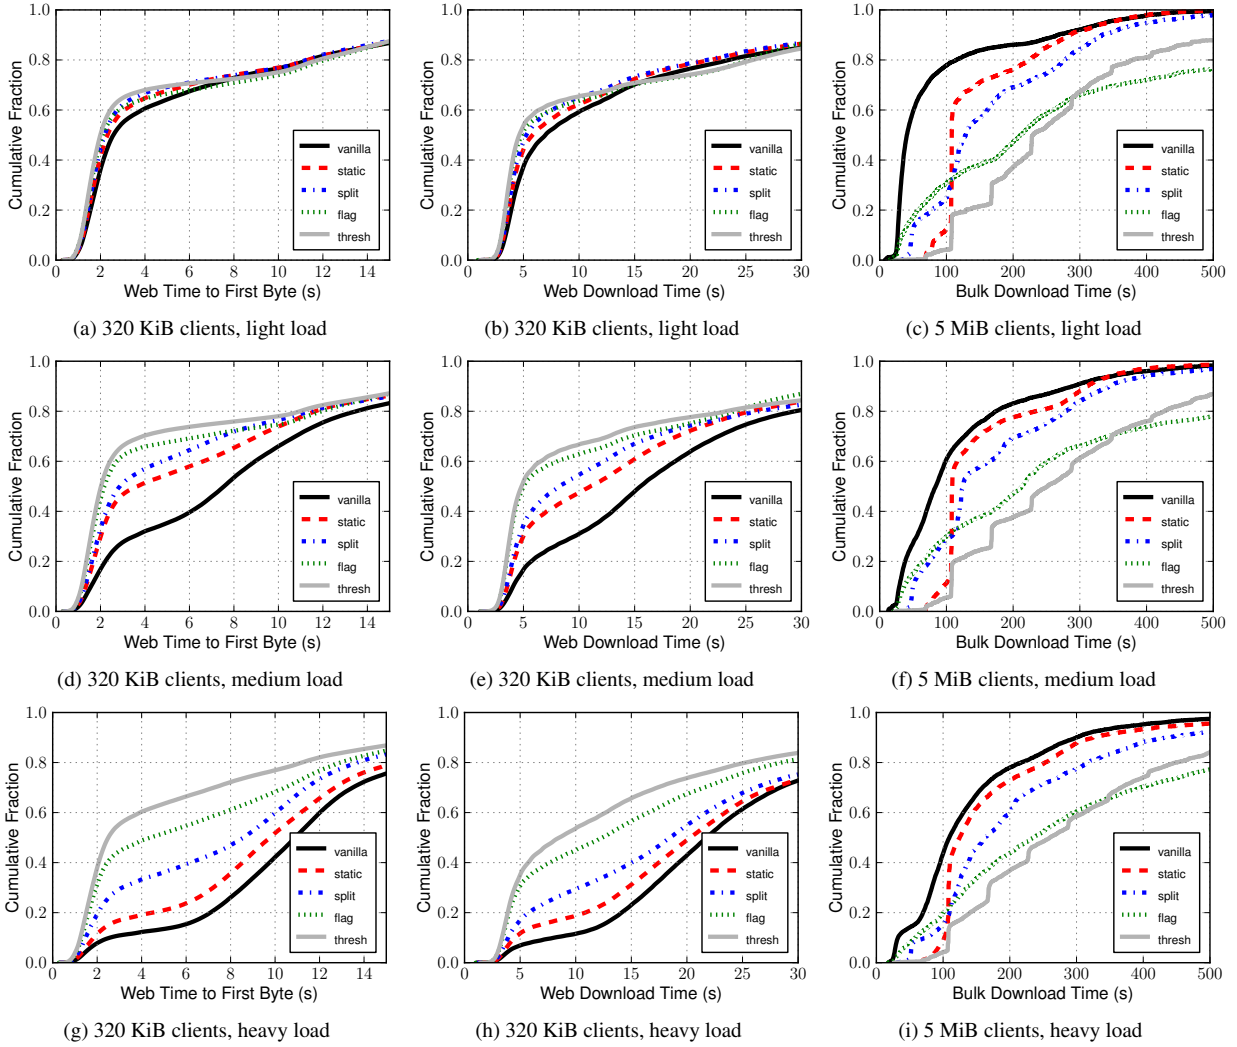 1.0
0.8
0.6
0.4
0.2
0.0
0 2 4 6 8 10 12 14
Cumulative Fraction
Web Time to First Byte (s)
vanilla
static
split
flag
thresh
(a) 320 KiB clients, light load
1.0
0.8
0.6
0.4
0.2
0.0
0 5 10 15 20 25 30
Cumulative Fraction
Web Download Time (s)
vanilla
static
split
flag
thresh
(b) 320 KiB clients, light load
1.0
0.8
0.6
0.4
0.2
0.0
0 100 200 300 400 500
Cumulative Fraction
Bulk Download Time (s)
vanilla
static
split
flag
thresh
(c) 5 MiB clients, light load
1.0
0.8
0.6
0.4
0.2
0.0
0 2 4 6 8 10 12 14
Cumulative Fraction
Web Time to First Byte (s)
vanilla
static
split
flag
thresh
(d) 320 KiB clients, medium load
1.0
0.8
0.6
0.4
0.2
0.0
0 5 10 15 20 25 30
Cumulative Fraction
Web Download Time (s)
vanilla
static
split
flag
thresh
(e) 320 KiB clients, medium load
1.0
0.8
0.6
0.4
0.2
0.0
0 100 200 300 400 500
Cumulative Fraction
Bulk Download Time (s)
vanilla
static
split
flag
thresh
(f) 5 MiB clients, medium load
1.0
0.8
0.6
0.4
0.2
0.0
0 2 4 6 8 10 12 14
Cumulative Fraction
Web Time to First Byte (s)
vanilla
static
split
flag
thresh
(g) 320 KiB clients, heavy load
1.0
0.8
0.6
0.4
0.2
0.0
0 5 10 15 20 25 30
Cumulative Fraction
Web Download Time (s)
vanilla
static
split
flag
thresh
(h) 320 KiB clients, heavy load
1.0
0.8
0.6
0.4
0.2
0.0
0 100 200 300 400 500
Cumulative Fraction
Bulk Download Time (s)
vanilla
static
split
flag
thresh
(i) 5 MiB clients, heavy load